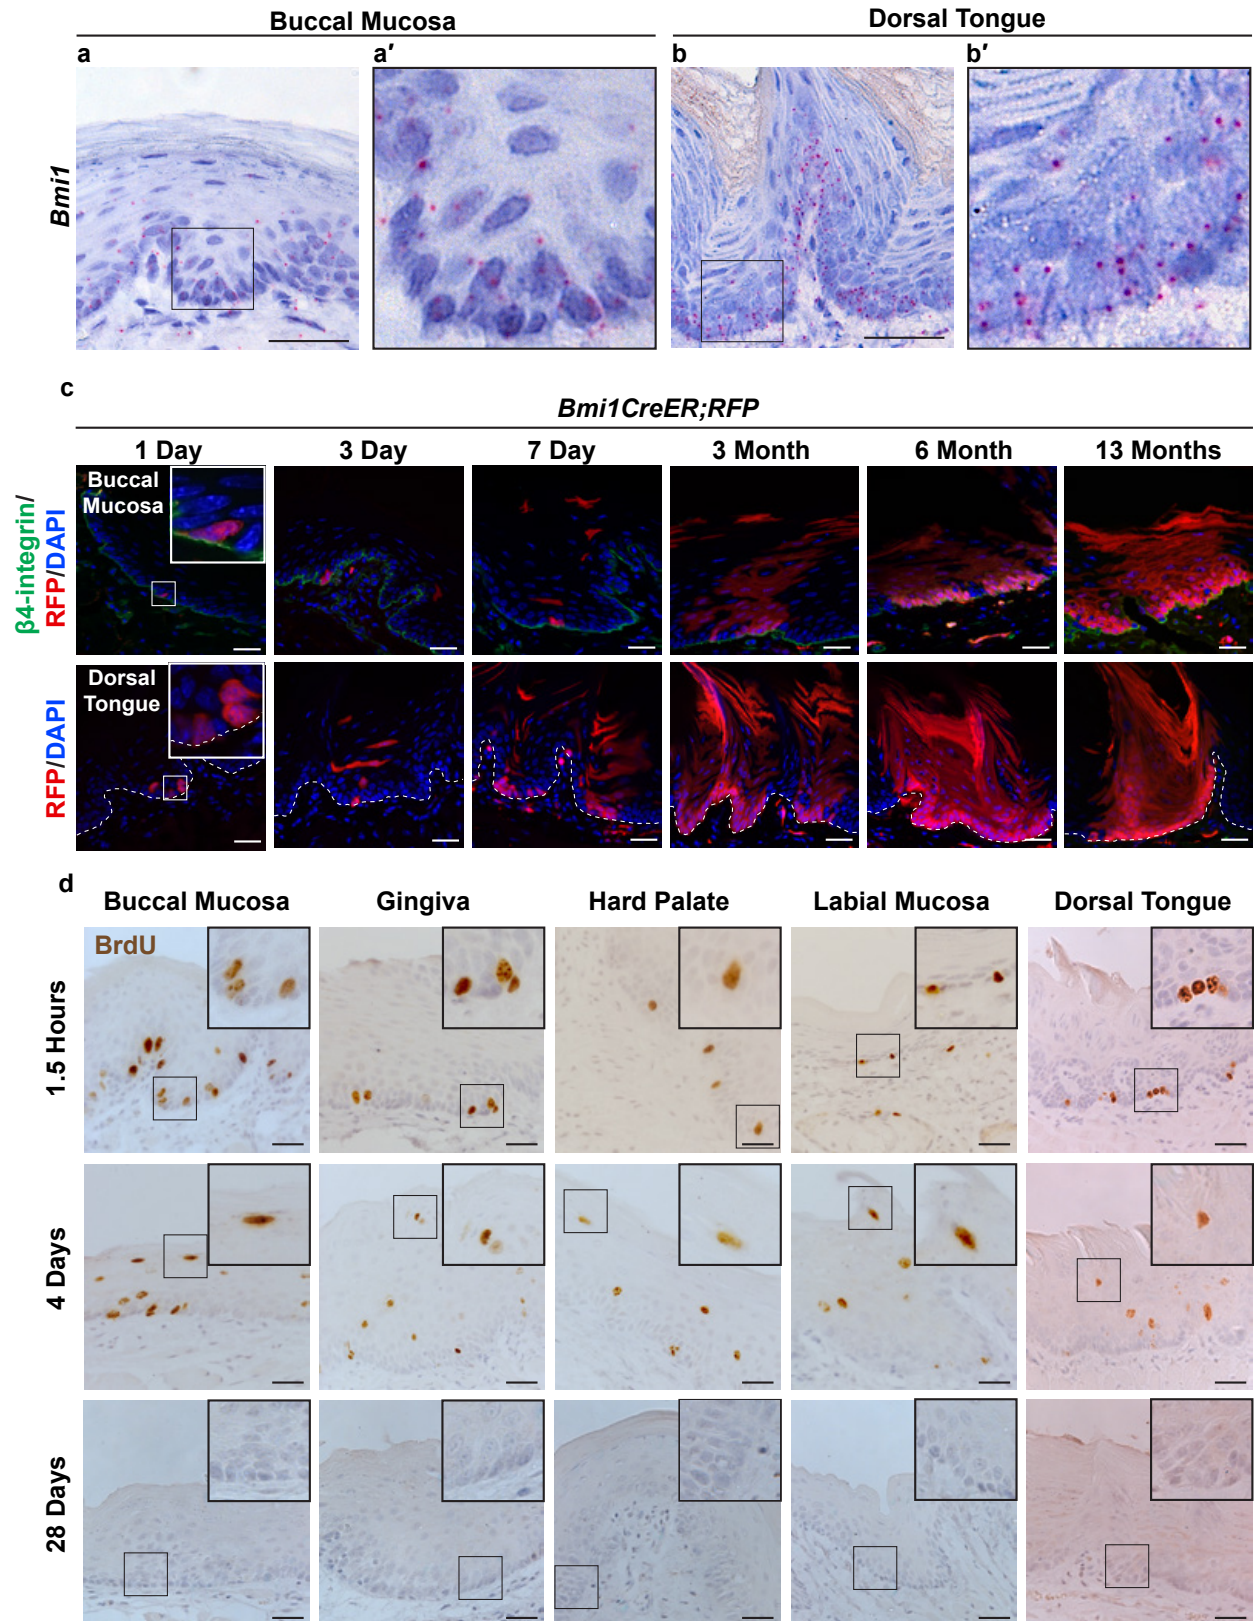 Buccal Mucosa
Dorsal Tongue
a
a′
b
b′
Bmi1
c
Bmi1CreER;RFP
1 Day
3 Day
7 Day
3 Month
6 Month
13 Months
β4-integrin/
RFP/DAPI
Buccal
Mucosa
RFP/DAPI
Dorsal
Tongue
d
Buccal Mucosa
Gingiva
Hard Palate
Labial Mucosa
Dorsal Tongue
1.5 Hours
BrdU
4 Days
28 Days